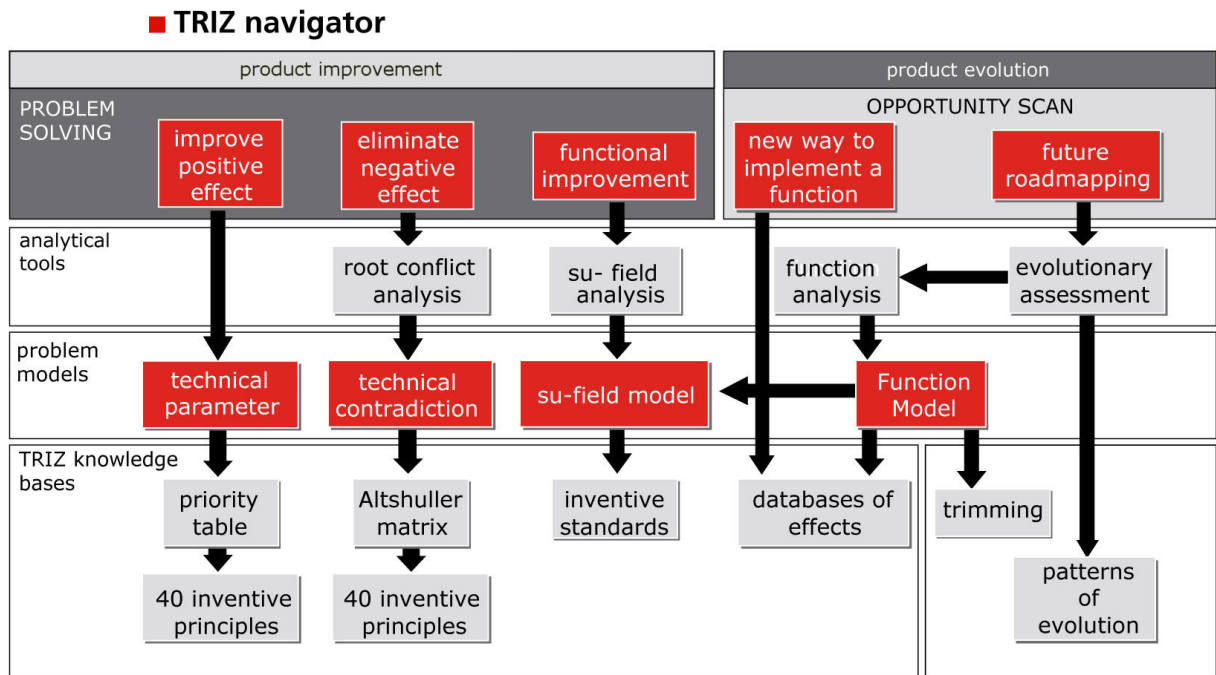 TRIZ navigator
product improvement
product evolution
PROBLEM
SOLVING
OPPORTUNITY SCAN
improve
positive
effect
eliminate
negative
effect
functional
improvement
new way to
implement a
function
future
roadmapping
analytical
tools
root conflict
analysis
su- field
analysis
function
analysis
evolutionary
assessment
problem
models
technical
parameter
technical
contradiction
su-field model
Function
Model
TRIZ knowledge
bases
priority
table
Altshuller
matrix
inventive
standards
databases of
effects
trimming
40 inventive
principles
40 inventive
principles
patterns
of
evolution